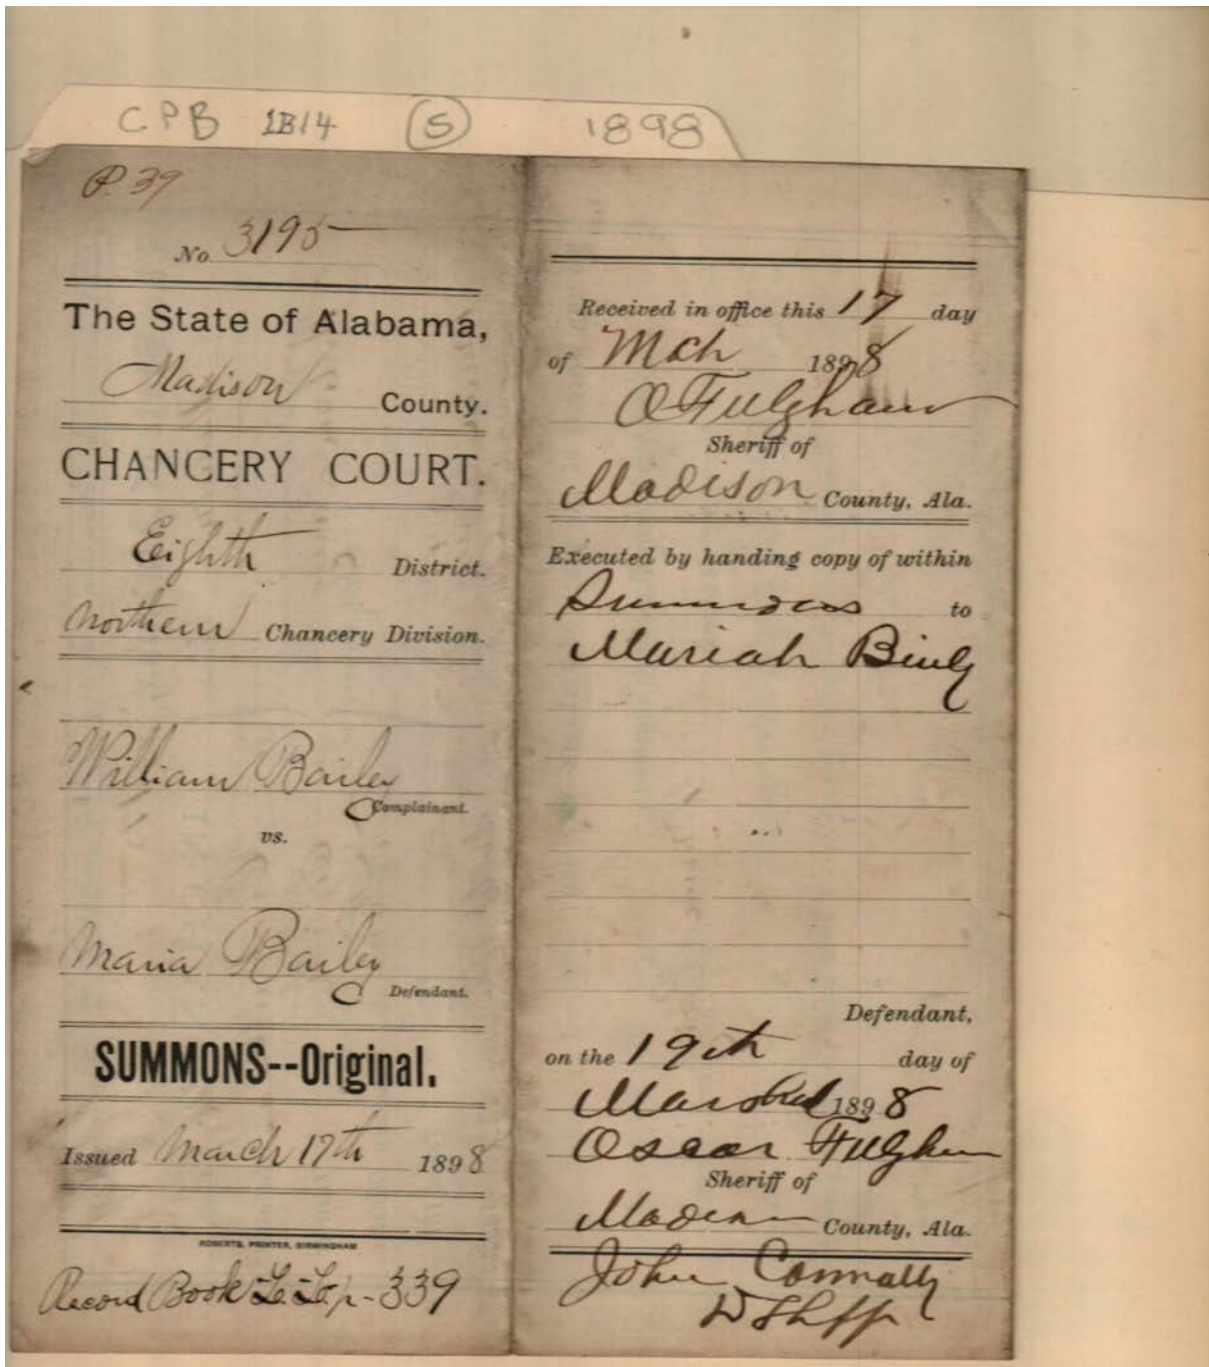 CPB 1B14 (S) 1898
P. 39
No. 3195
The State of Alabama,
Madison County.
CHANCERY COURT.
Eighth District.
Northern Chancery Division.
William Bailey
Complainant.
vs.
Maria Bailey
Defendant.
SUMMONS--Original.
Issued March 17th 1898
ROBERTS, PRINTER, BIRMINGHAM
Record Book p. 339
Received in office this 17 day
of Mch 1898
O Fulgham
Sheriff of
Madison County, Ala.
Executed by handing copy of within
Summons to
Mariah
Defendant,
on the 19th day of
1898
Oscar Fulgham
Sheriff of
Madison County, Ala.
John Connally
D Shff